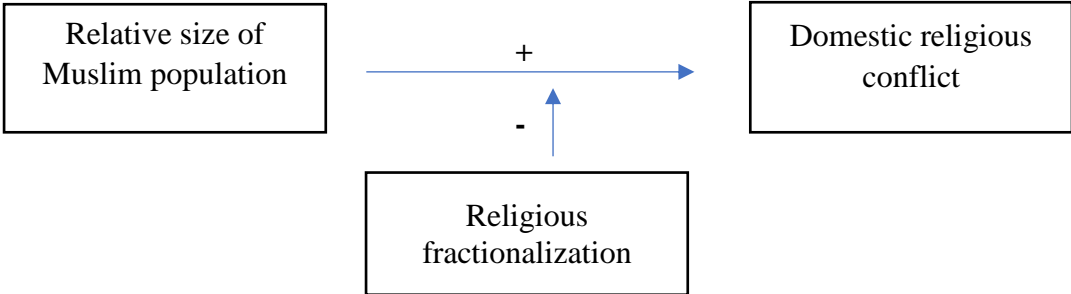 Relative size of
Muslim population
+
Domestic religious
conflict
-
Religious
fractionalization